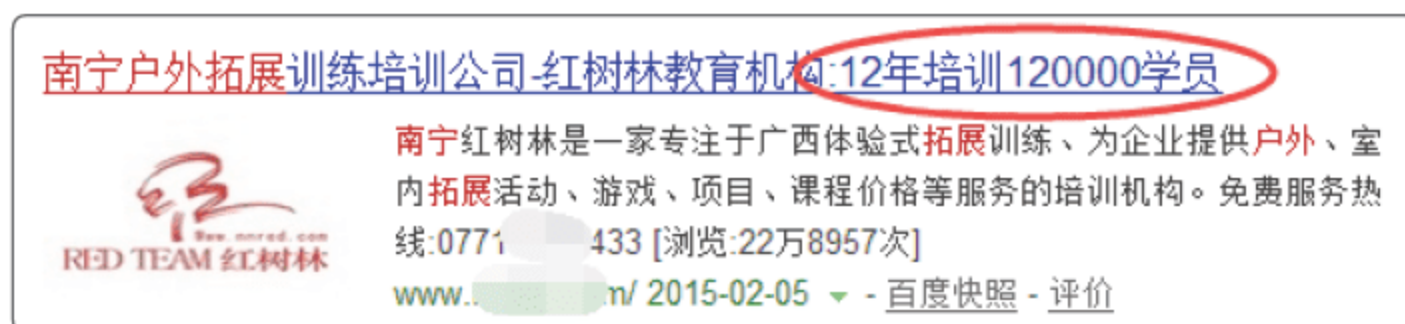 南宁户外拓展训练培训公司-红树林教育机构:12年培训120000学员
南宁红树林是一家专注于广西体验式拓展训练、为企业提供户外、室
内拓展活动、游戏、项目、课程价格等服务的培训机构。免费服务热
线:0771 433 [浏览:22万8957次]
RED TEAM 红树林
www. m/ 2015-02-05 - 百度快照 - 评价